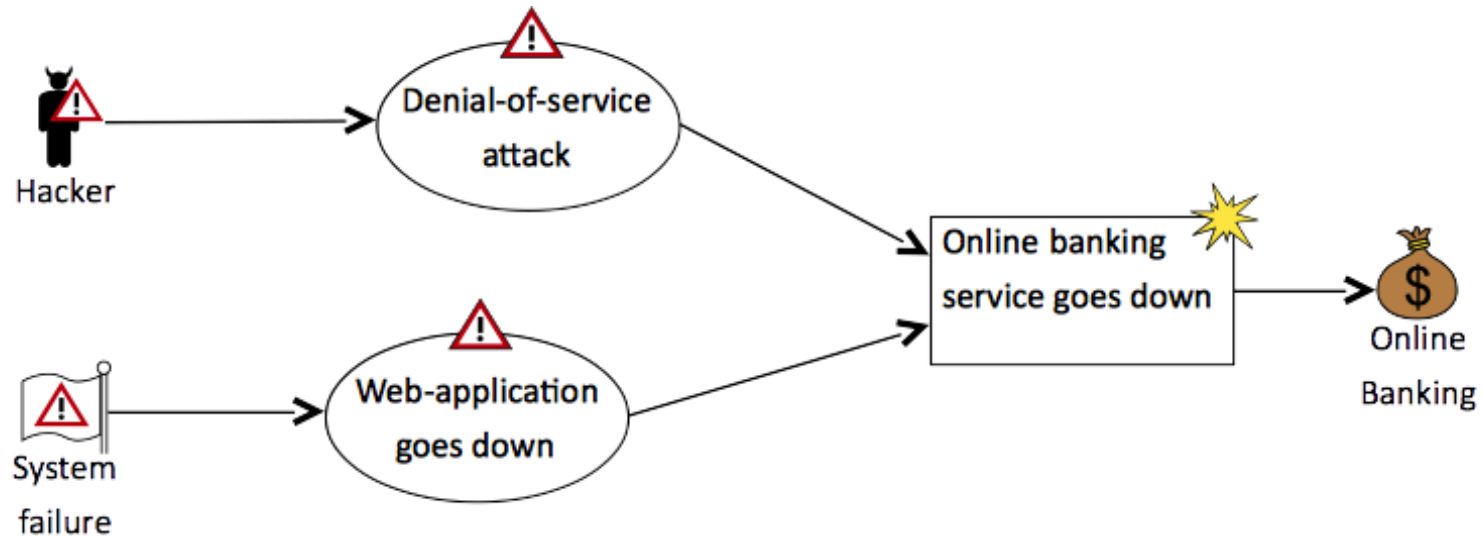 Denial-of-service
attack
Hacker
Online banking
service goes down
$
Online
Banking
Web-application
goes down
System
failure